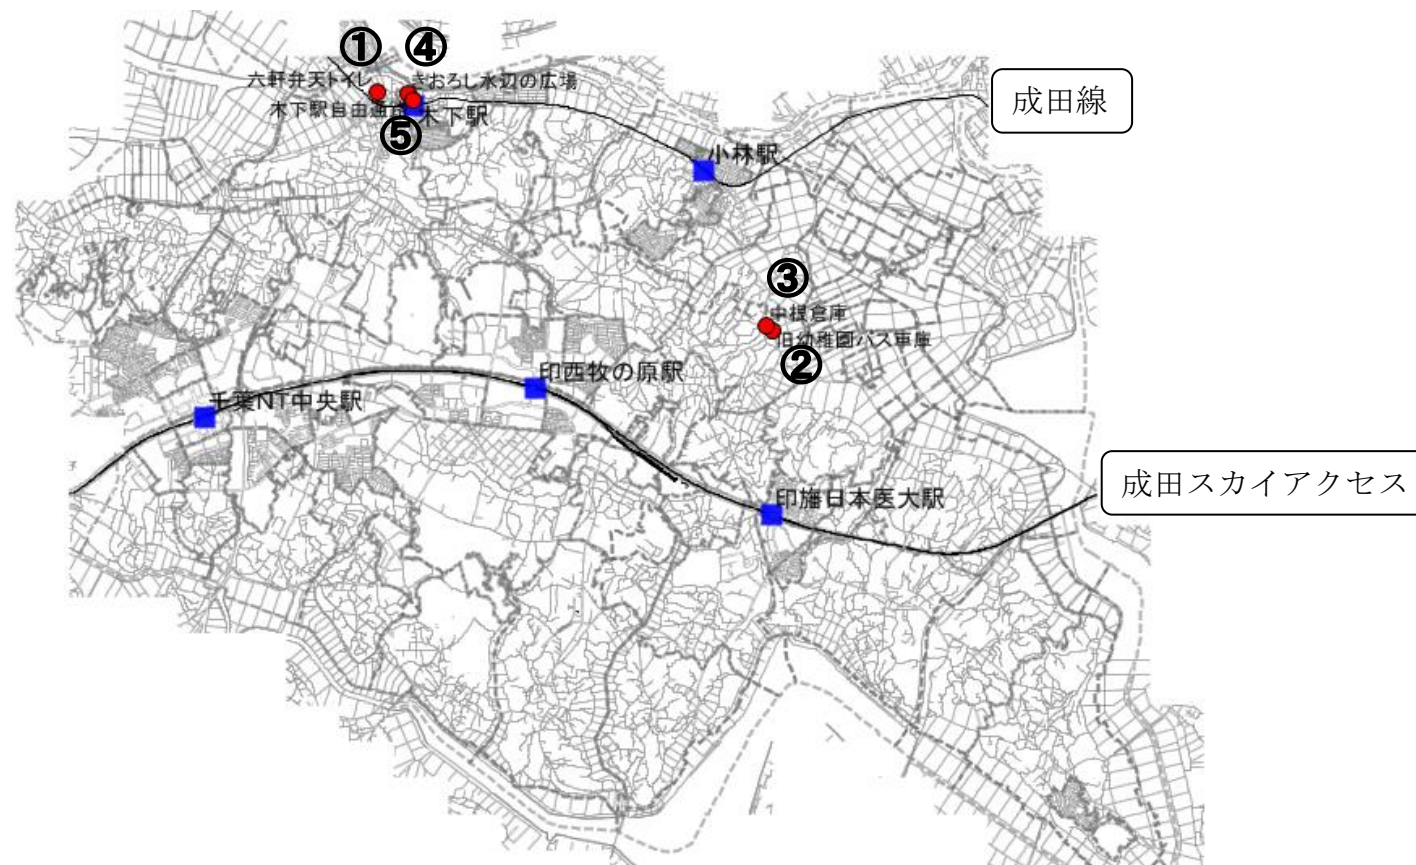 ① ④
六軒弁天トイレ
きおろし水辺の広場
木下駅自由通
木下駅
⑤
成田線
小林駅
③
中根倉庫
旧幼稚園バス車庫
②
印西牧の原駅
千葉NT中央駅
成田スカイアクセス
印旛日本医大駅